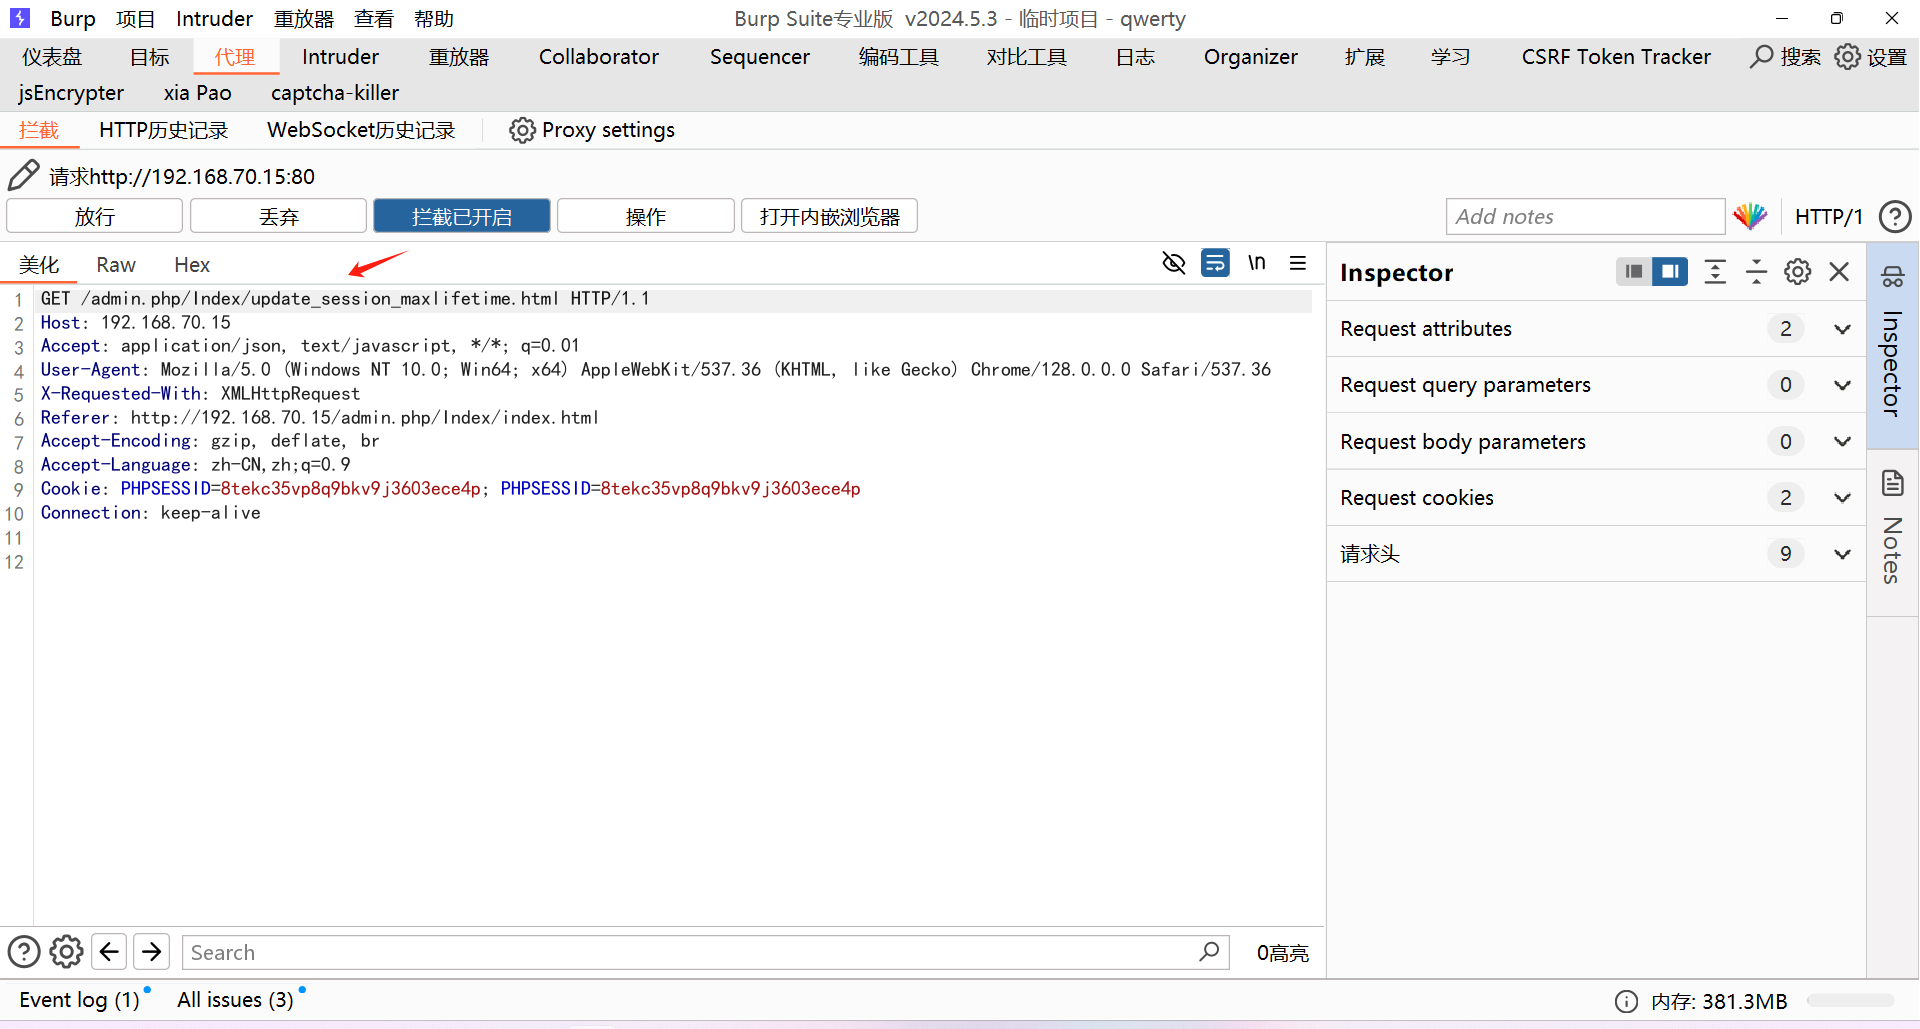 Burp 项目 Intruder 重放器 查看 帮助 Burp Suite专业版 v2024.5.3 - 临时项目 - qwerty
仪表盘 目标 代理 Intruder 重放器 Collaborator Sequencer 编码工具 对比工具 日志 Organizer 扩展 学习 CSRF Token Tracker 搜索 设置
jsEncrypter xia Pao captcha-killer
拦截 HTTP历史记录 WebSocket历史记录 Proxy settings
请求http://192.168.70.15:80
放行 丢弃 拦截已开启 操作 打开内嵌浏览器 Add notes HTTP/1
美化 Raw Hex \n
1 GET /admin.php/Index/update_session_maxlifetime.html HTTP/1.1
2 Host: 192.168.70.15
3 Accept: application/json, text/javascript, */*; q=0.01
4 User-Agent: Mozilla/5.0 (Windows NT 10.0; Win64; x64) AppleWebKit/537.36 (KHTML, like Gecko) Chrome/128.0.0.0 Safari/537.36
5 X-Requested-With: XMLHttpRequest
6 Referer: http://192.168.70.15/admin.php/Index/index.html
7 Accept-Encoding: gzip, deflate, br
8 Accept-Language: zh-CN,zh;q=0.9
9 Cookie: PHPSESSID=8tekc35vp8q9bkv9j3603ece4p; PHPSESSID=8tekc35vp8q9bkv9j3603ece4p
10 Connection: keep-alive
11
12
Inspector
Request attributes 2
Request query parameters 0
Request body parameters 0
Request cookies 2
请求头 9
Inspector
Notes
Search 0高亮
Event log (1) All issues (3) 内存: 381.3MB